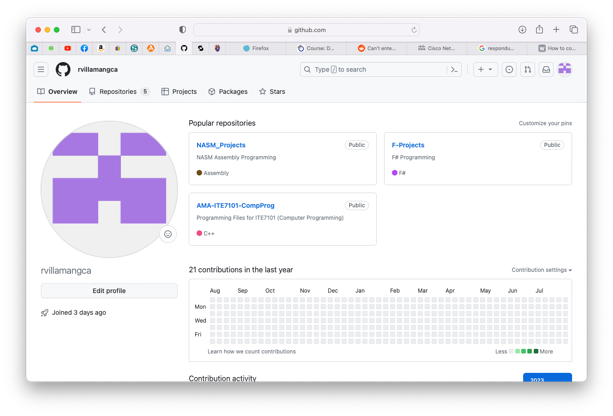 github.com
Firefox
Course: D...
Can't ente...
Cisco Net...
respondu...
How to co...
rvillamangca
Type / to search
Overview
Repositories 5
Projects
Packages
Stars
Popular repositories
Customize your pins
NASM_Projects
Public
NASM Assembly Programming
Assembly
F-Projects
Public
F# Programming
F#
AMA-ITE7101-CompProg
Public
Programming Files for ITE7101 (Computer Programming)
C++
rvillamangca
Edit profile
Joined 3 days ago
21 contributions in the last year
Contribution settings
Aug Sep Oct Nov Dec Jan Feb Mar Apr May Jun Jul
Mon
Wed
Fri
Learn how we count contributions
Less More
Contribution activity
2023